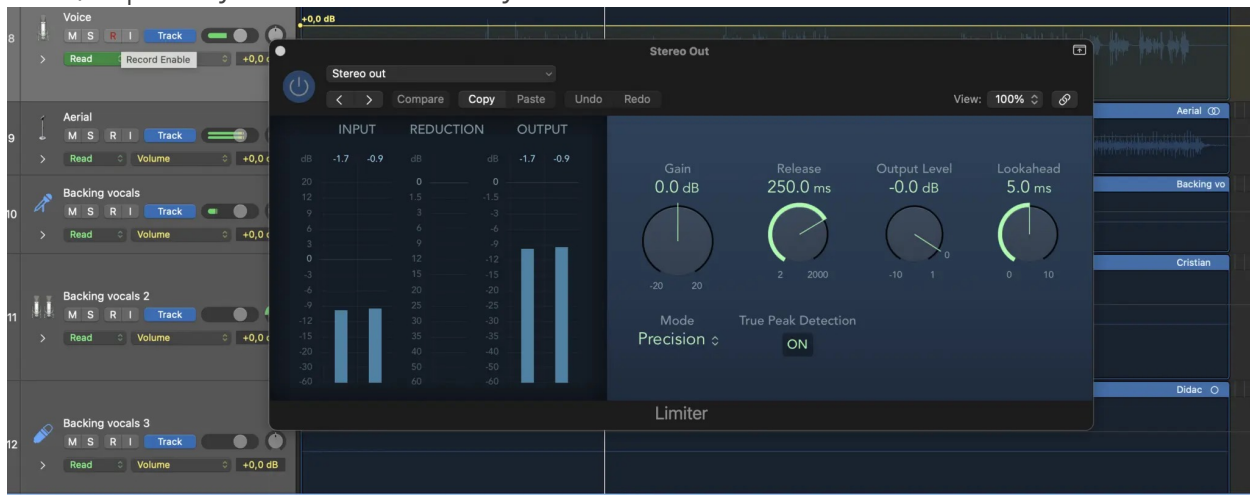 8
Voice
M S R I Track
Read Record Enable +0,0
+0,0 dB
Stereo Out
Stereo out
Compare Copy Paste Undo Redo View: 100%
INPUT REDUCTION OUTPUT
dB -1.7 -0.9 dB dB -1.7 -0.9
20 0 0
12 1.5 -1.5
9 3 -3
6 6 -6
3 9 -9
0 12 -12
-3 15 -15
-6 20 -20
-9 25 -25
-12 30 -30
-15 35 -35
-20 40 -40
-30 50 -50
-60 60 -60
Gain Release Output Level Lookahead
0.0 dB 250.0 ms -0.0 dB 5.0 ms
-20 20 2 2000 -10 1 0 0 10
Mode True Peak Detection
Precision ON
Limiter
9
Aerial
M S R I Track
Read Volume +0,0
Aerial
10
Backing vocals
M S R I Track
Read Volume +0,0
Backing vo
11
Backing vocals 2
M S R I Track
Read Volume +0,0
Cristian
12
Backing vocals 3
M S R I Track
Read Volume +0,0 dB
Didac